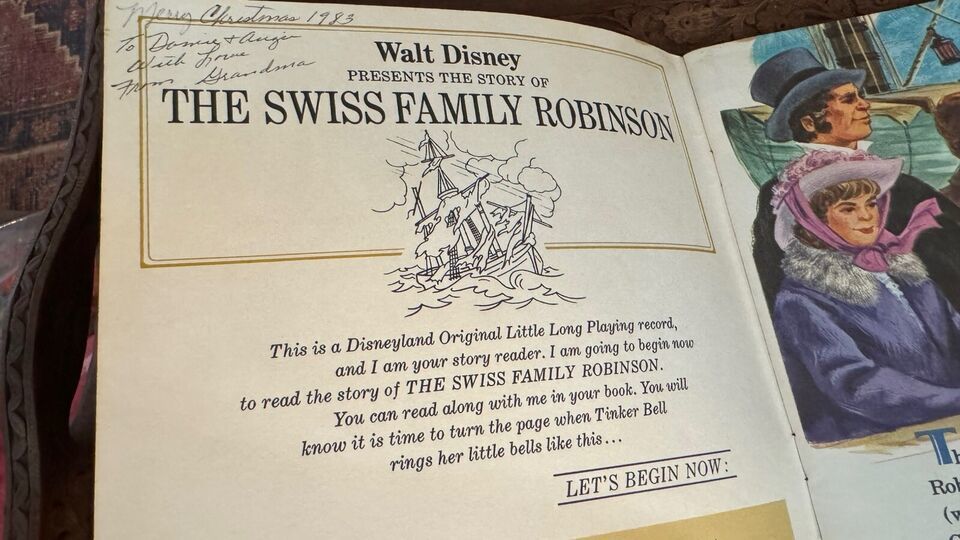 Merry Christmas 1983
To Damie & Angie
With Love
From Grandma
Walt Disney
PRESENTS THE STORY OF
THE SWISS FAMILY ROBINSON
This is a Disneyland Original Little Long Playing record,
and I am your story reader. I am going to begin now
to read the story of THE SWISS FAMILY ROBINSON.
You can read along with me in your book. You will
know it is time to turn the page when Tinker Bell
rings her little bells like this...
LET'S BEGIN NOW:
Th
Rob
(w